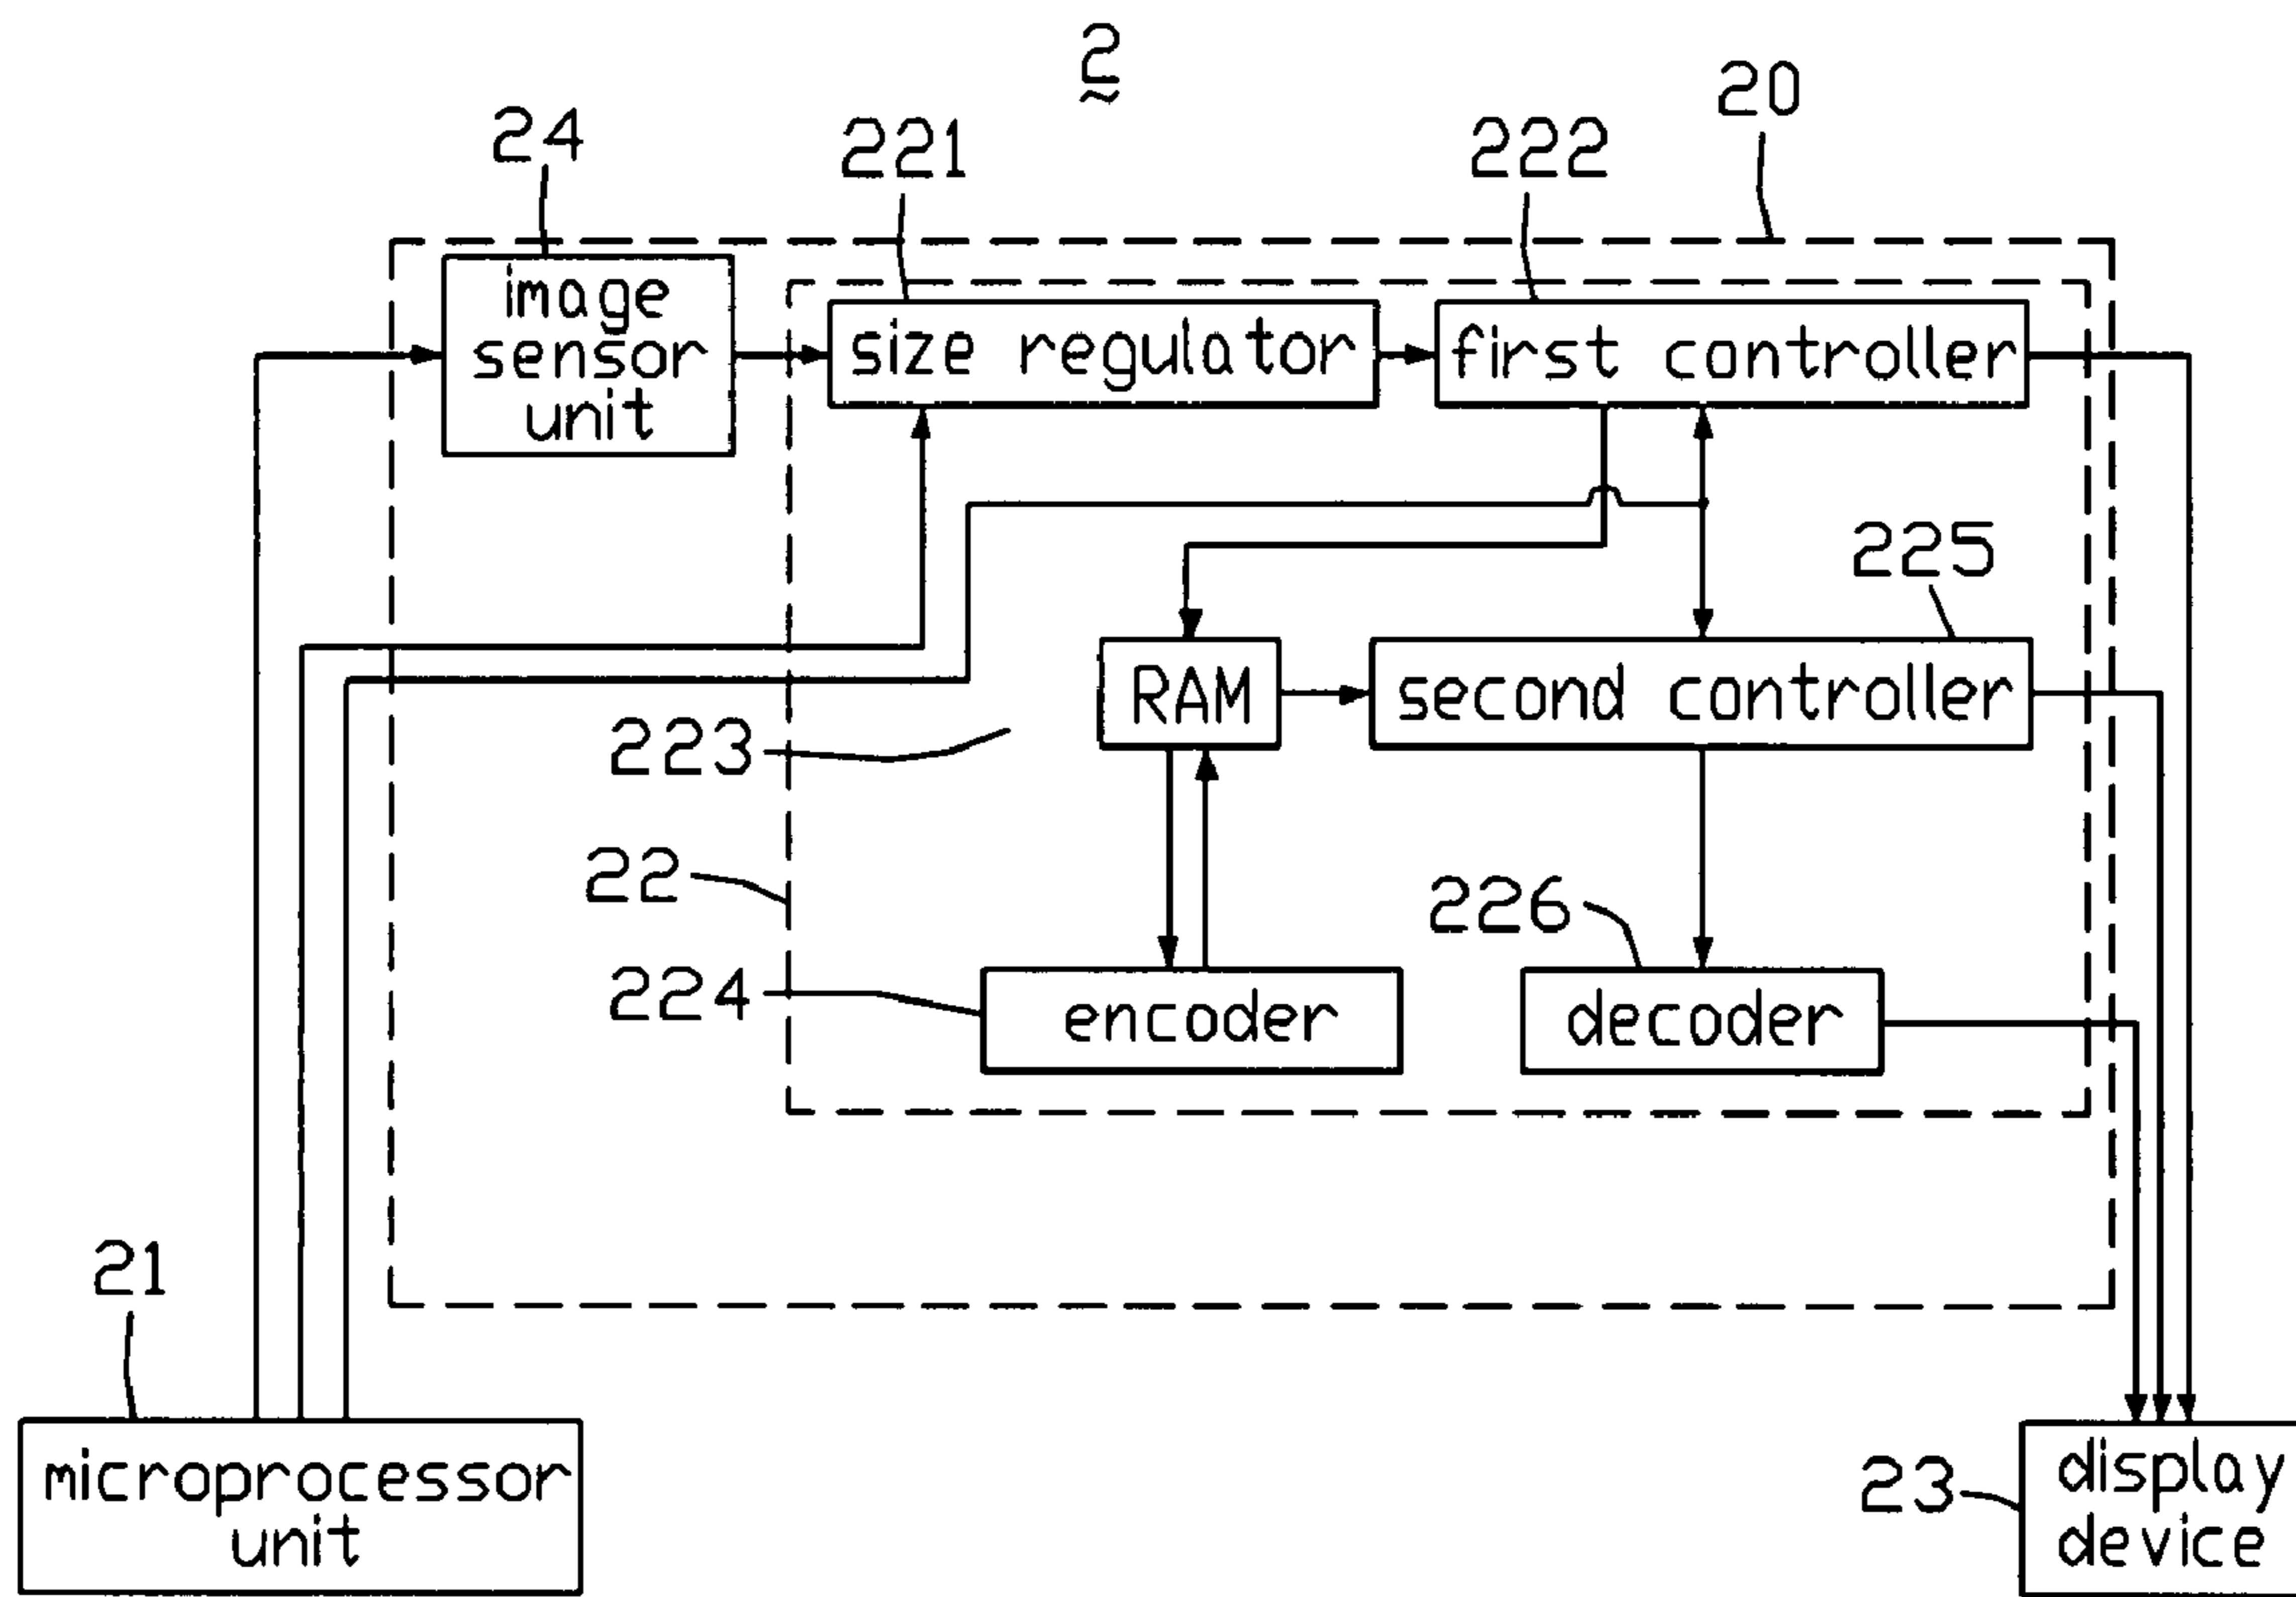 2
20
24
221
222
image
sensor
unit
size regulator
first controller
225
RAM
second controller
223
22
226
224
encoder
decoder
21
microprocessor
unit
23
display
device